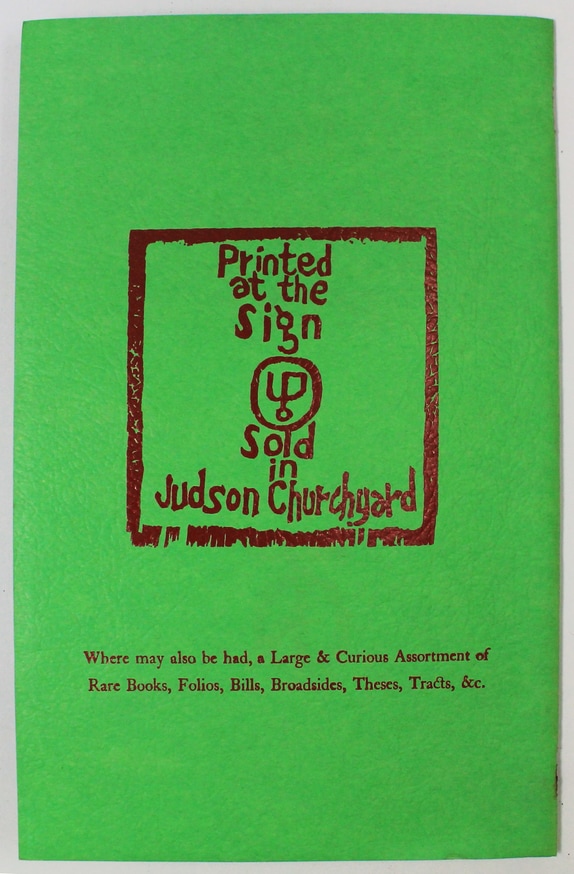 Printed
at the
sign
up
sold
in
Judson Churchyard
Where may also be had, a Large & Curious Assortment of
Rare Books, Folios, Bills, Broadsides, Theses, Tracts, &c.